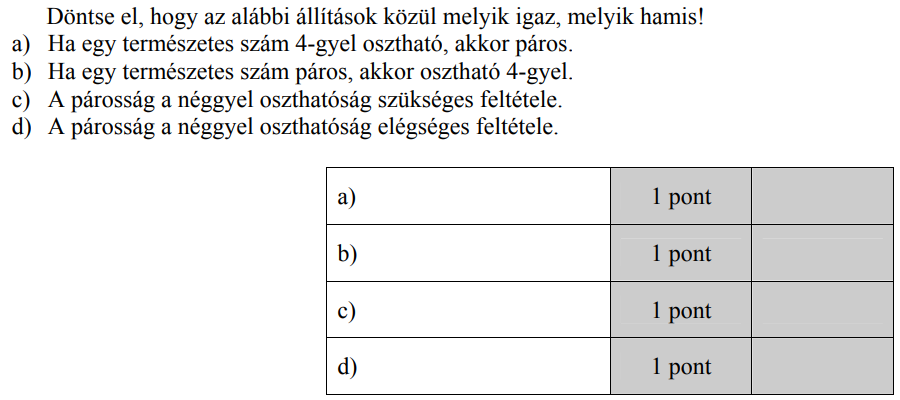 Döntse el, hogy az alábbi állítások közül melyik igaz, melyik hamis!
a) Ha egy természetes szám 4-gyel osztható, akkor páros.
b) Ha egy természetes szám páros, akkor osztható 4-gyel.
c) A párosság a néggyel oszthatóság szükséges feltétele.
d) A párosság a néggyel oszthatóság elégséges feltétele.
a) 1 pont
b) 1 pont
c) 1 pont
d) 1 pont